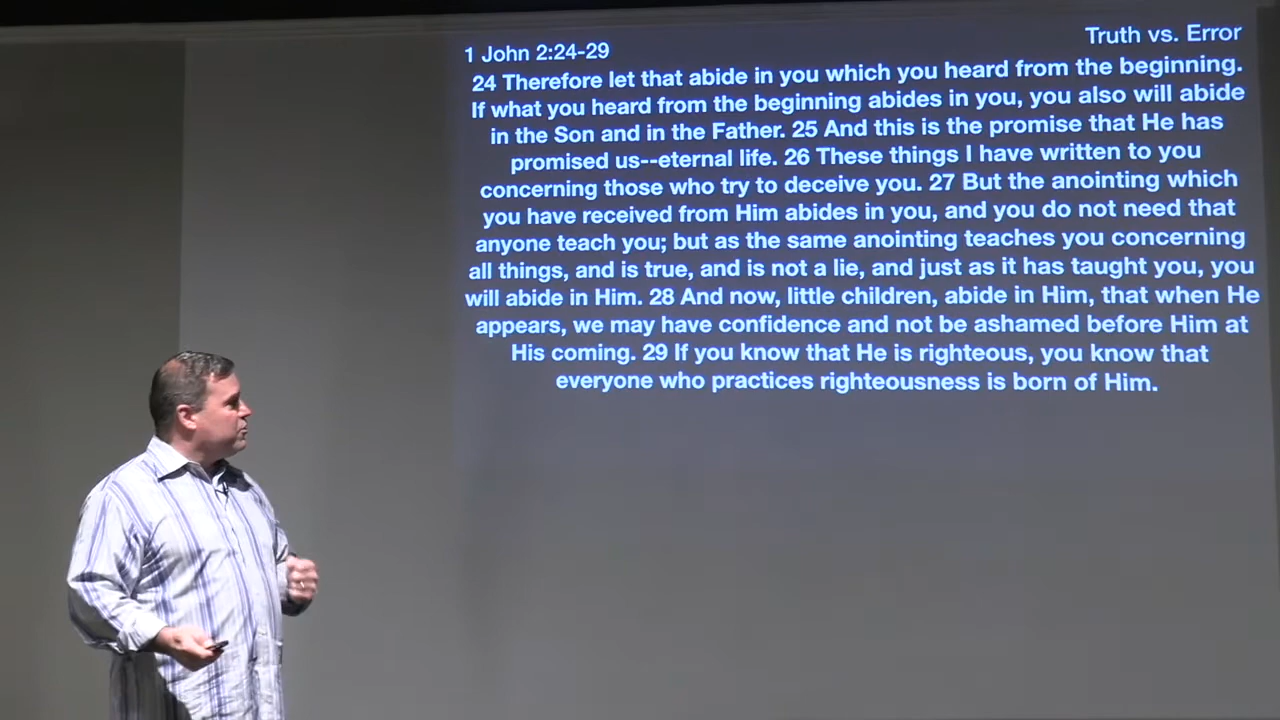 1 John 2:24-29
Truth vs. Error
24 Therefore let that abide in you which you heard from the beginning.
If what you heard from the beginning abides in you, you also will abide
in the Son and in the Father. 25 And this is the promise that He has
promised us--eternal life. 26 These things I have written to you
concerning those who try to deceive you. 27 But the anointing which
you have received from Him abides in you, and you do not need that
anyone teach you; but as the same anointing teaches you concerning
all things, and is true, and is not a lie, and just as it has taught you, you
will abide in Him. 28 And now, little children, abide in Him, that when He
appears, we may have confidence and not be ashamed before Him at
His coming. 29 If you know that He is righteous, you know that
everyone who practices righteousness is born of Him.